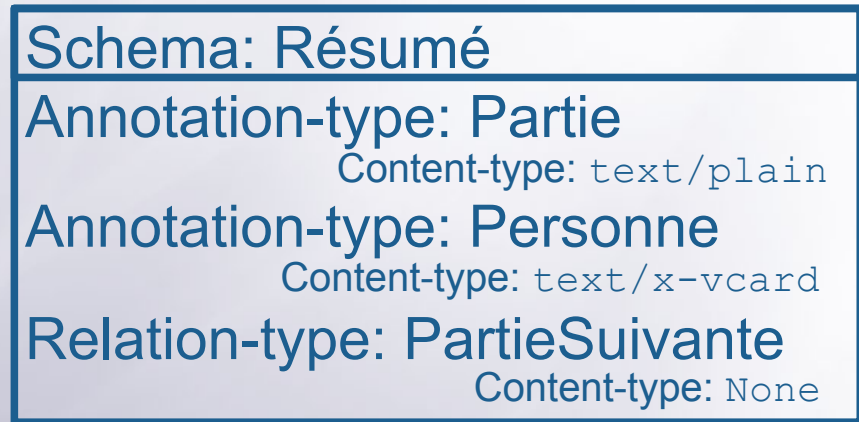 Schema: Résumé
Annotation-type: Partie
Content-type: text/plain
Annotation-type: Personne
Content-type: text/x-vcard
Relation-type: PartieSuivante
Content-type: None